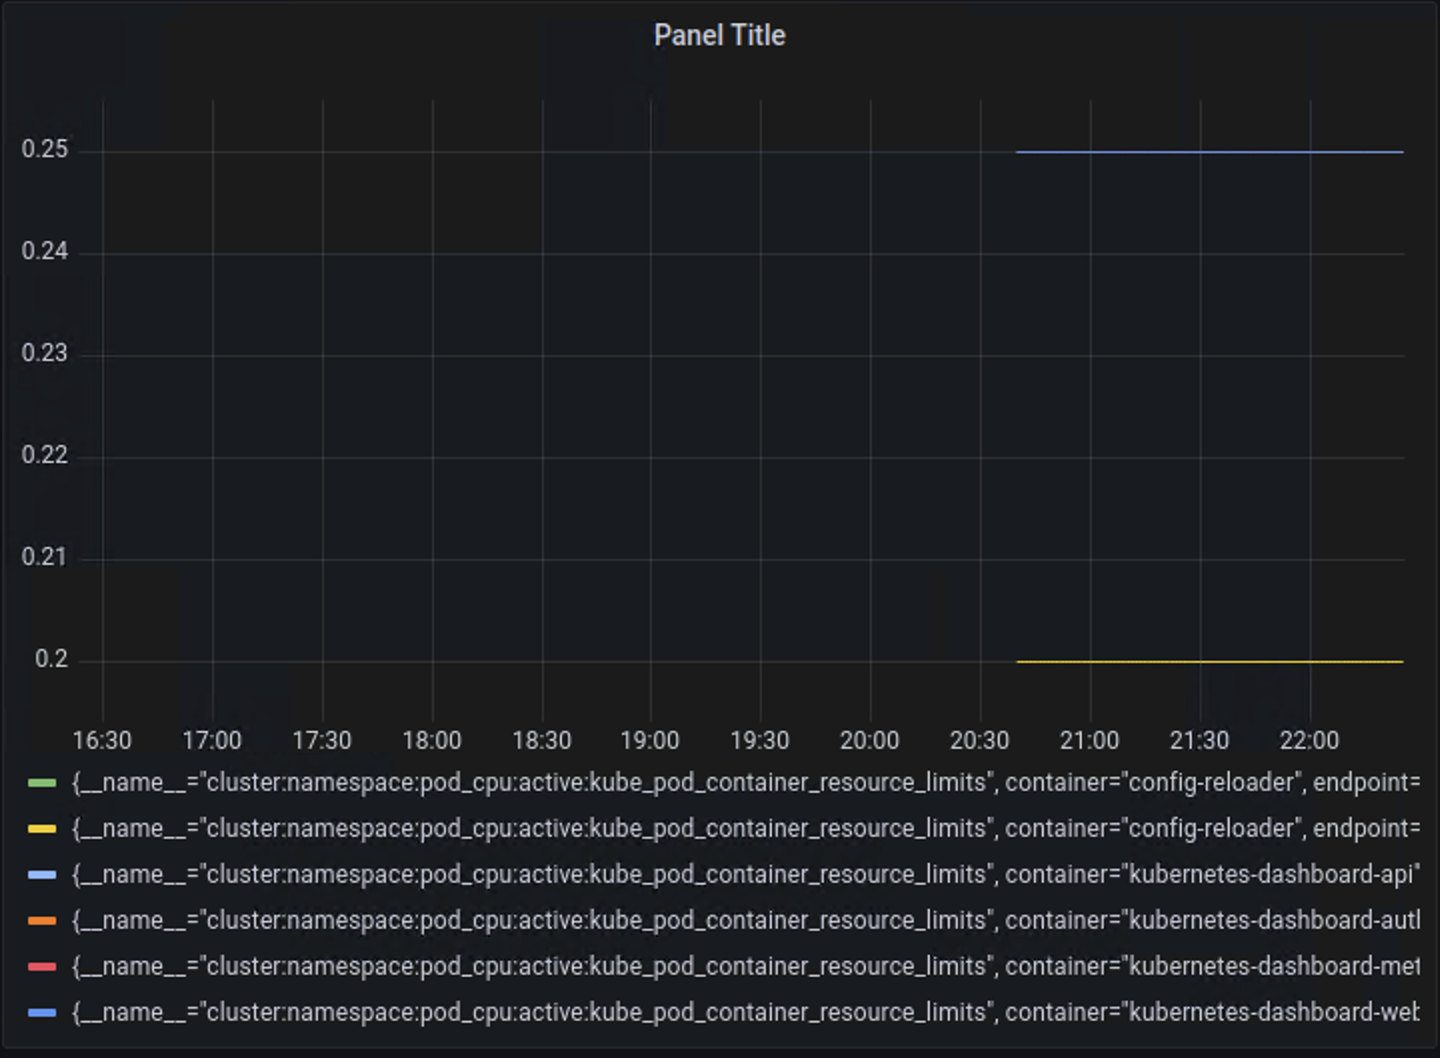 Panel Title
0.25
0.24
0.23
0.22
0.21
0.2
16:30 17:00 17:30 18:00 18:30 19:00 19:30 20:00 20:30 21:00 21:30 22:00
{__name__="cluster:namespace:pod_cpu:active:kube_pod_container_resource_limits", container="config-reloader", endpoint=
{__name__="cluster:namespace:pod_cpu:active:kube_pod_container_resource_limits", container="config-reloader", endpoint=
{__name__="cluster:namespace:pod_cpu:active:kube_pod_container_resource_limits", container="kubernetes-dashboard-api"
{__name__="cluster:namespace:pod_cpu:active:kube_pod_container_resource_limits", container="kubernetes-dashboard-aut
{__name__="cluster:namespace:pod_cpu:active:kube_pod_container_resource_limits", container="kubernetes-dashboard-met
{__name__="cluster:namespace:pod_cpu:active:kube_pod_container_resource_limits", container="kubernetes-dashboard-web